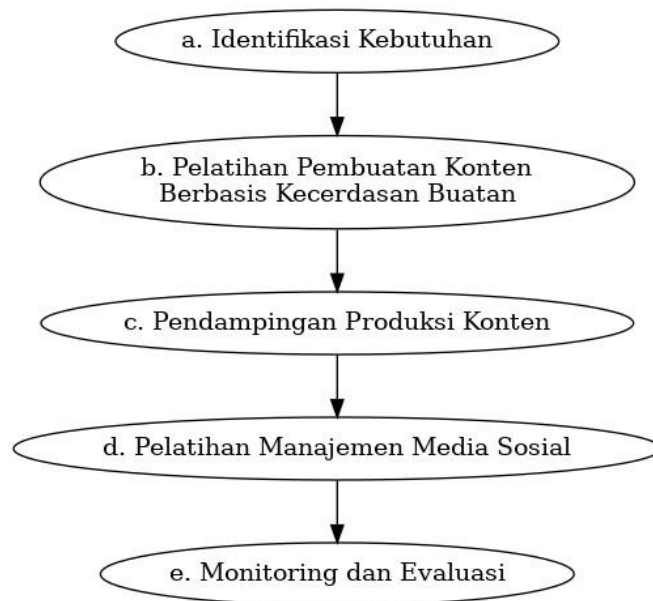 a. Identifikasi Kebutuhan
b. Pelatihan Pembuatan Konten
Berbasis Kecerdasan Buatan
c. Pendampingan Produksi Konten
d. Pelatihan Manajemen Media Sosial
e. Monitoring dan Evaluasi